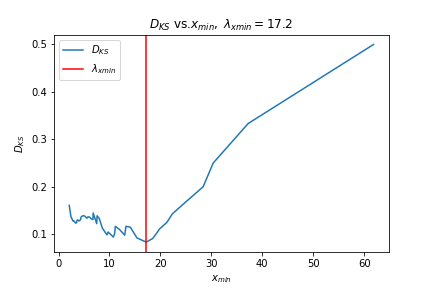 D_KS vs.x_min, λ_xmin = 17.2
D_KS
λ_xmin
0.5
0.4
0.3
0.2
0.1
D_KS
0 10 20 30 40 50 60
x_min